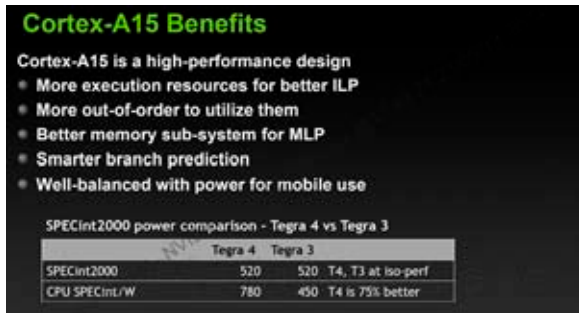 Cortex-A15 Benefits
Cortex-A15 is a high-performance design
More execution resources for better ILP
More out-of-order to utilize them
Better memory sub-system for MLP
Smarter branch prediction
Well-balanced with power for mobile use
SPECint2000 power comparison - Tegra 4 vs Tegra 3
Tegra 4 Tegra 3
SPECint2000 520 520 T4, T3 at iso-perf
CPU SPECint/W 780 450 T4 is 75% better